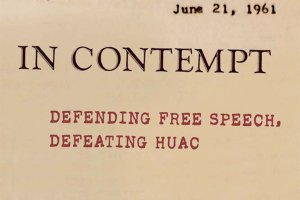 June 21, 1961
IN CONTEMPT
DEFENDING FREE SPEECH,
DEFEATING HUAC